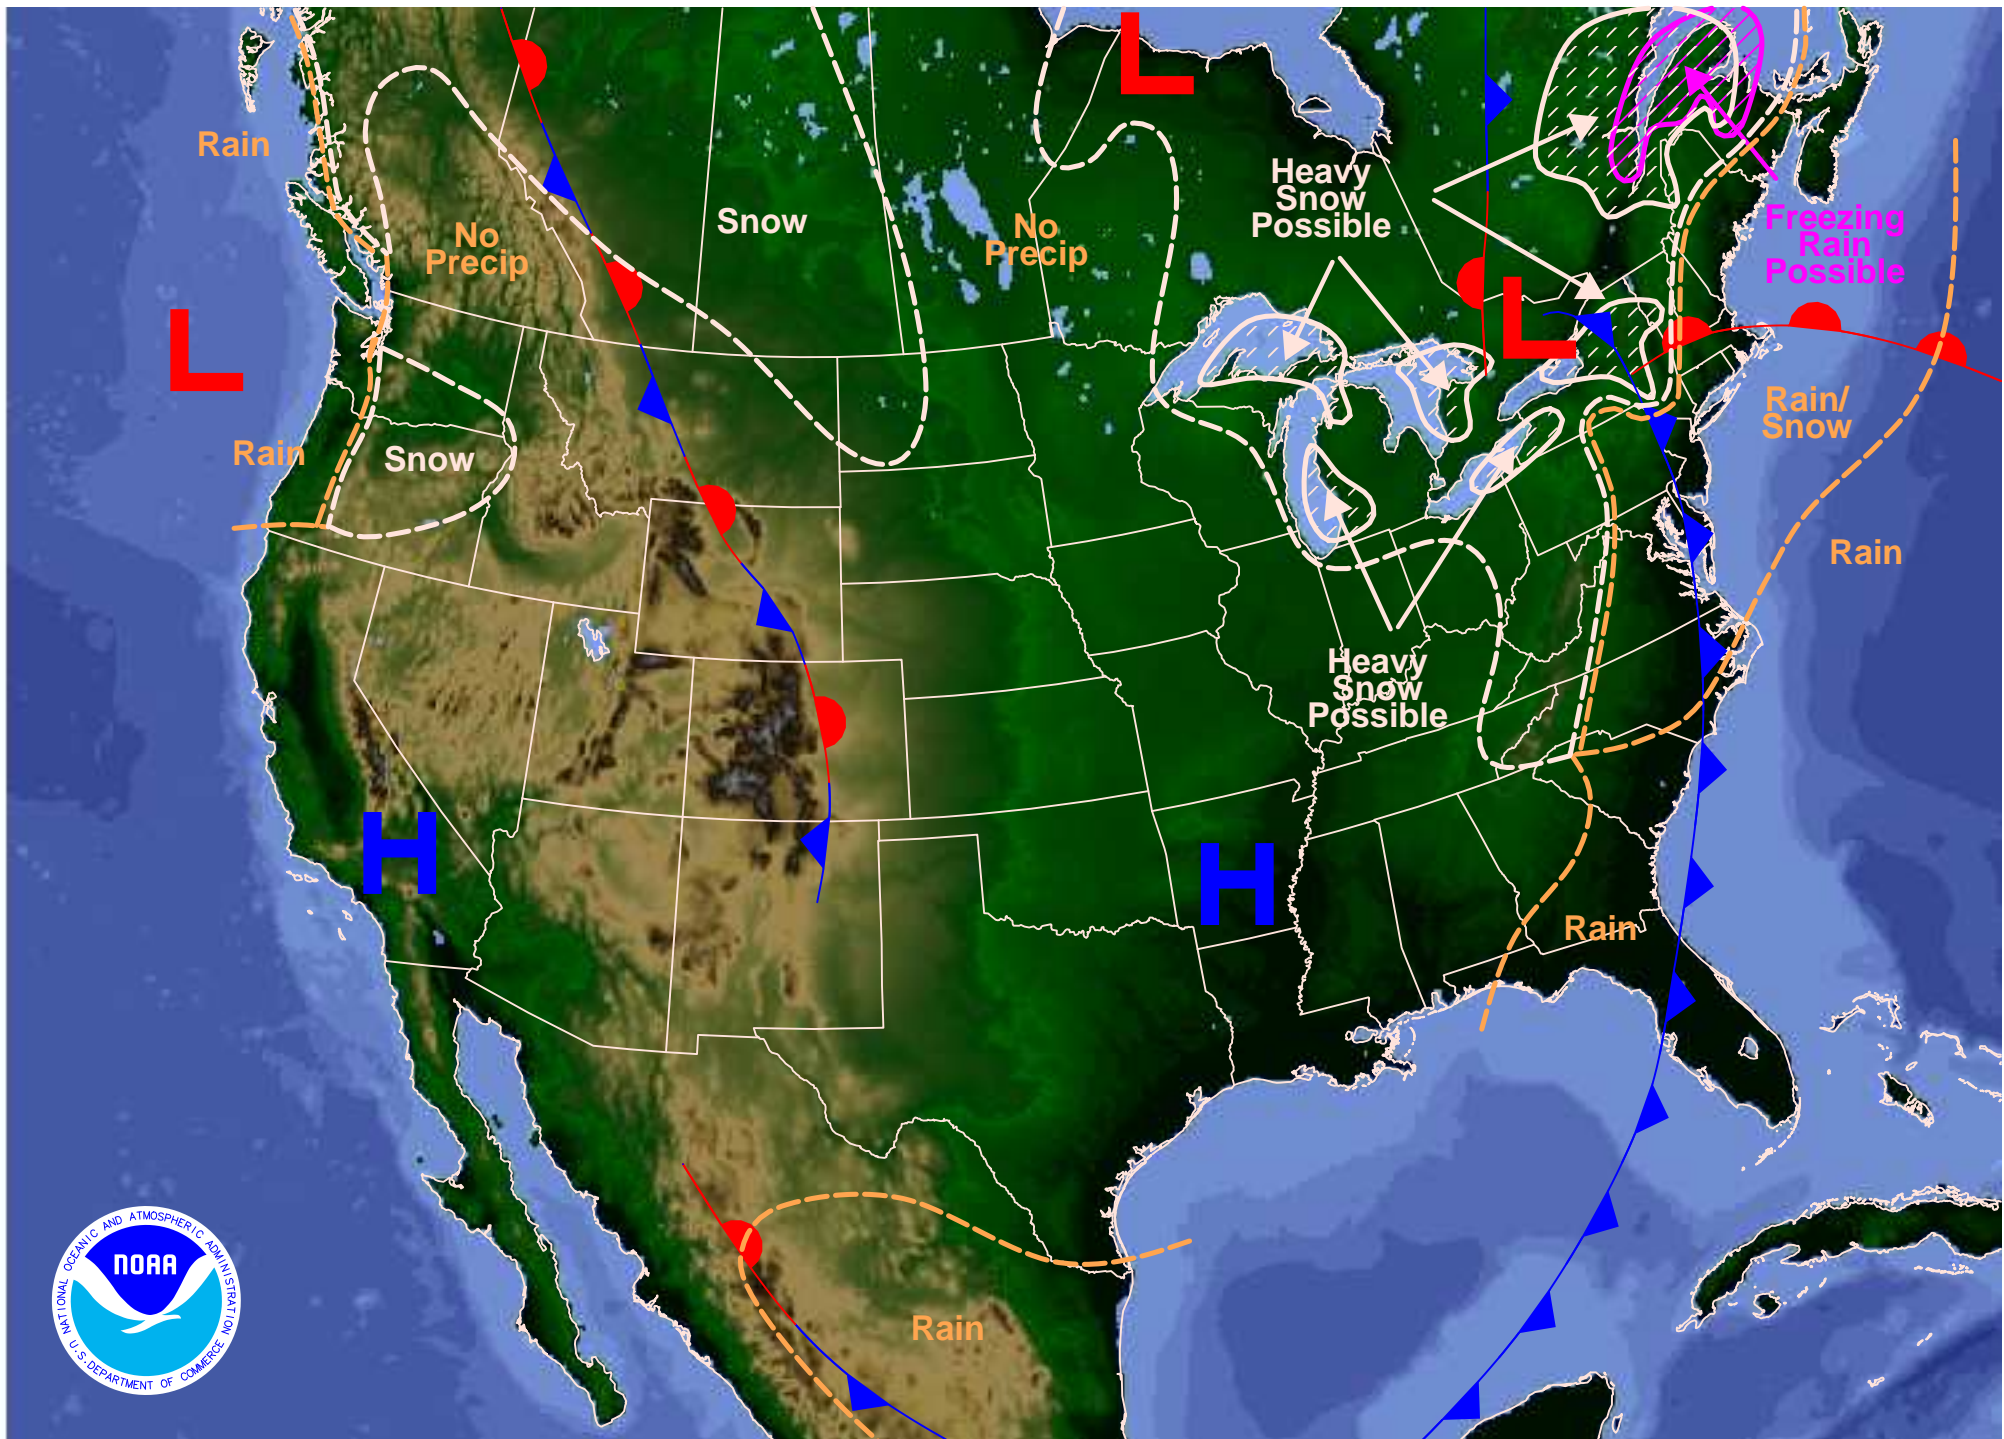 L
Rain
Heavy
Snow
Possible
Snow
No
Precip
No
Precip
Freezing
Rain
Possible
L
L
Rain
Snow
Rain/
Snow
Rain
Heavy
Snow
Possible
H
H
Rain
Rain
NATIONAL OCEANIC AND ATMOSPHERIC ADMINISTRATION
NOAA
U.S. DEPARTMENT OF COMMERCE